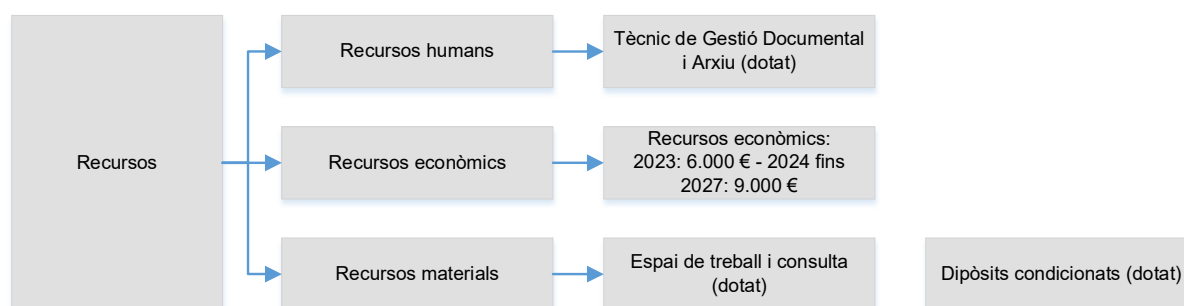 Recursos
Recursos humans
Tècnic de Gestió Documental
i Arxiu (dotat)
Recursos econòmics
Recursos econòmics:
2023: 6.000 € - 2024 fins
2027: 9.000 €
Recursos materials
Espai de treball i consulta
(dotat)
Dipòsits condicionats (dotat)